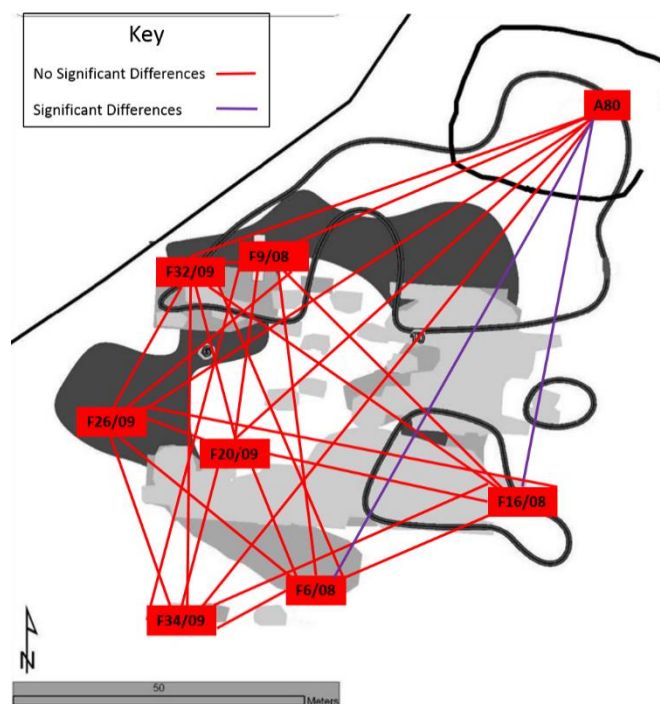 Key
No Significant Differences
Significant Differences
A80
F9/08
F32/09
F26/09
F20/09
F16/08
F6/08
F34/09
N
50
Meters